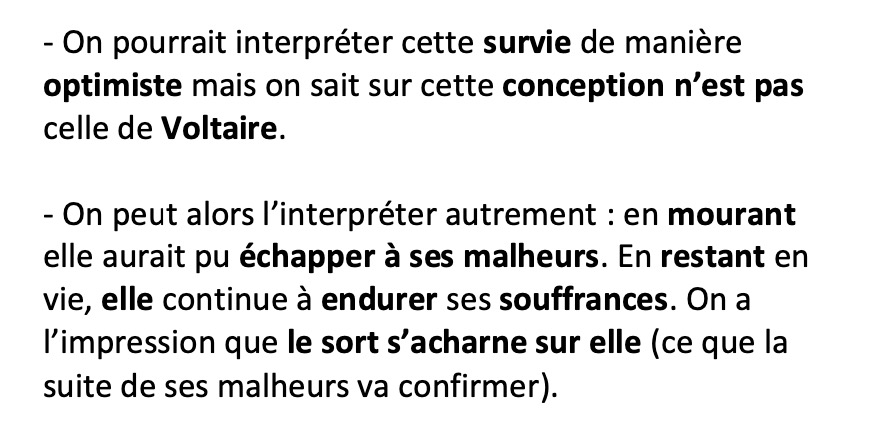 - On pourrait interpréter cette survie de manière
optimiste mais on sait sur cette conception n’est pas
celle de Voltaire.
- On peut alors l’interpréter autrement : en mourant
elle aurait pu échapper à ses malheurs. En restant en
vie, elle continue à endurer ses souffrances. On a
l’impression que le sort s’acharne sur elle (ce que la
suite de ses malheurs va confirmer).